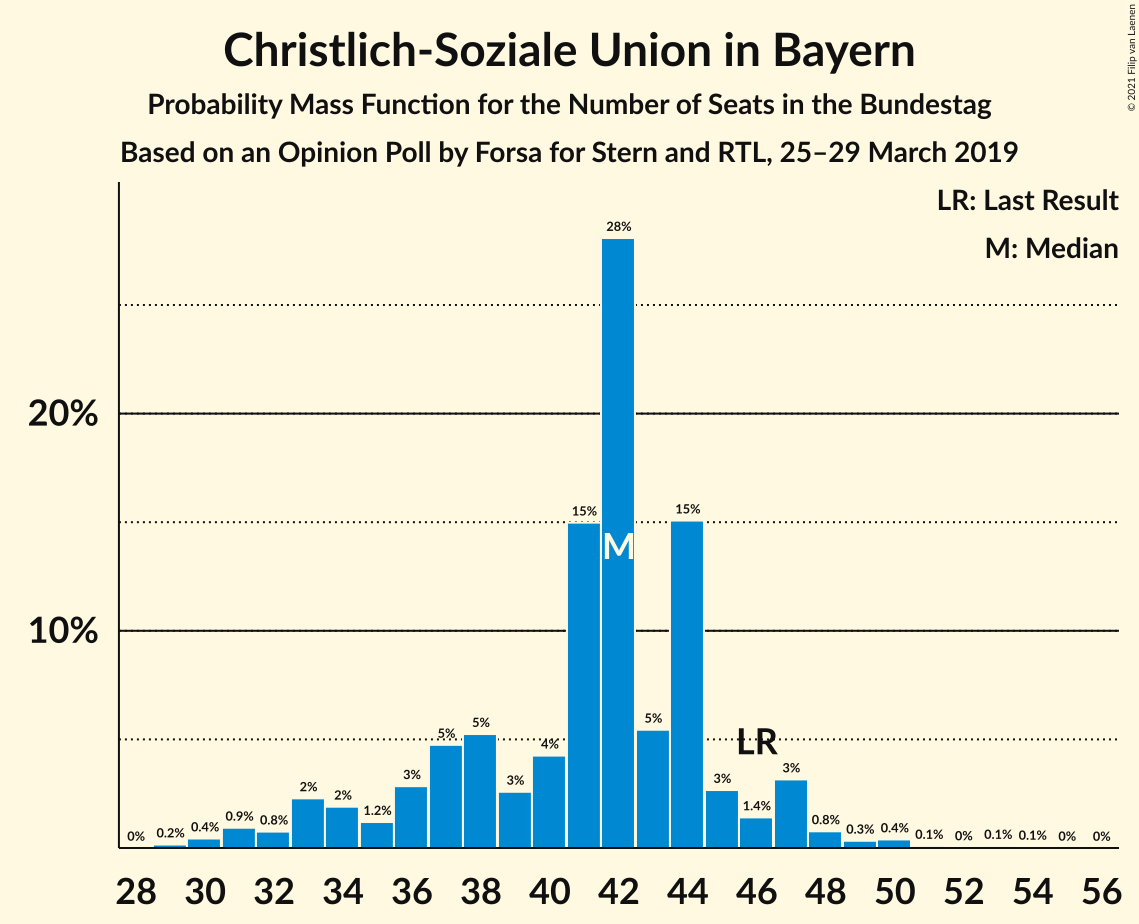 Christlich-Soziale Union in Bayern
Probability Mass Function for the Number of Seats in the Bundestag
Based on an Opinion Poll by Forsa for Stern and RTL, 25–29 March 2019
© 2021 Filip van Laenen
LR: Last Result
M: Median
20%
10%
0% 0.2% 0.4% 0.9% 0.8% 2% 2% 1.2% 3% 5% 5% 3% 4% 15% 28% 5% 15% 3% 1.4% 3% 0.8% 0.3% 0.4% 0.1% 0% 0.1% 0.1% 0% 0%
M
LR
28 30 32 34 36 38 40 42 44 46 48 50 52 54 56